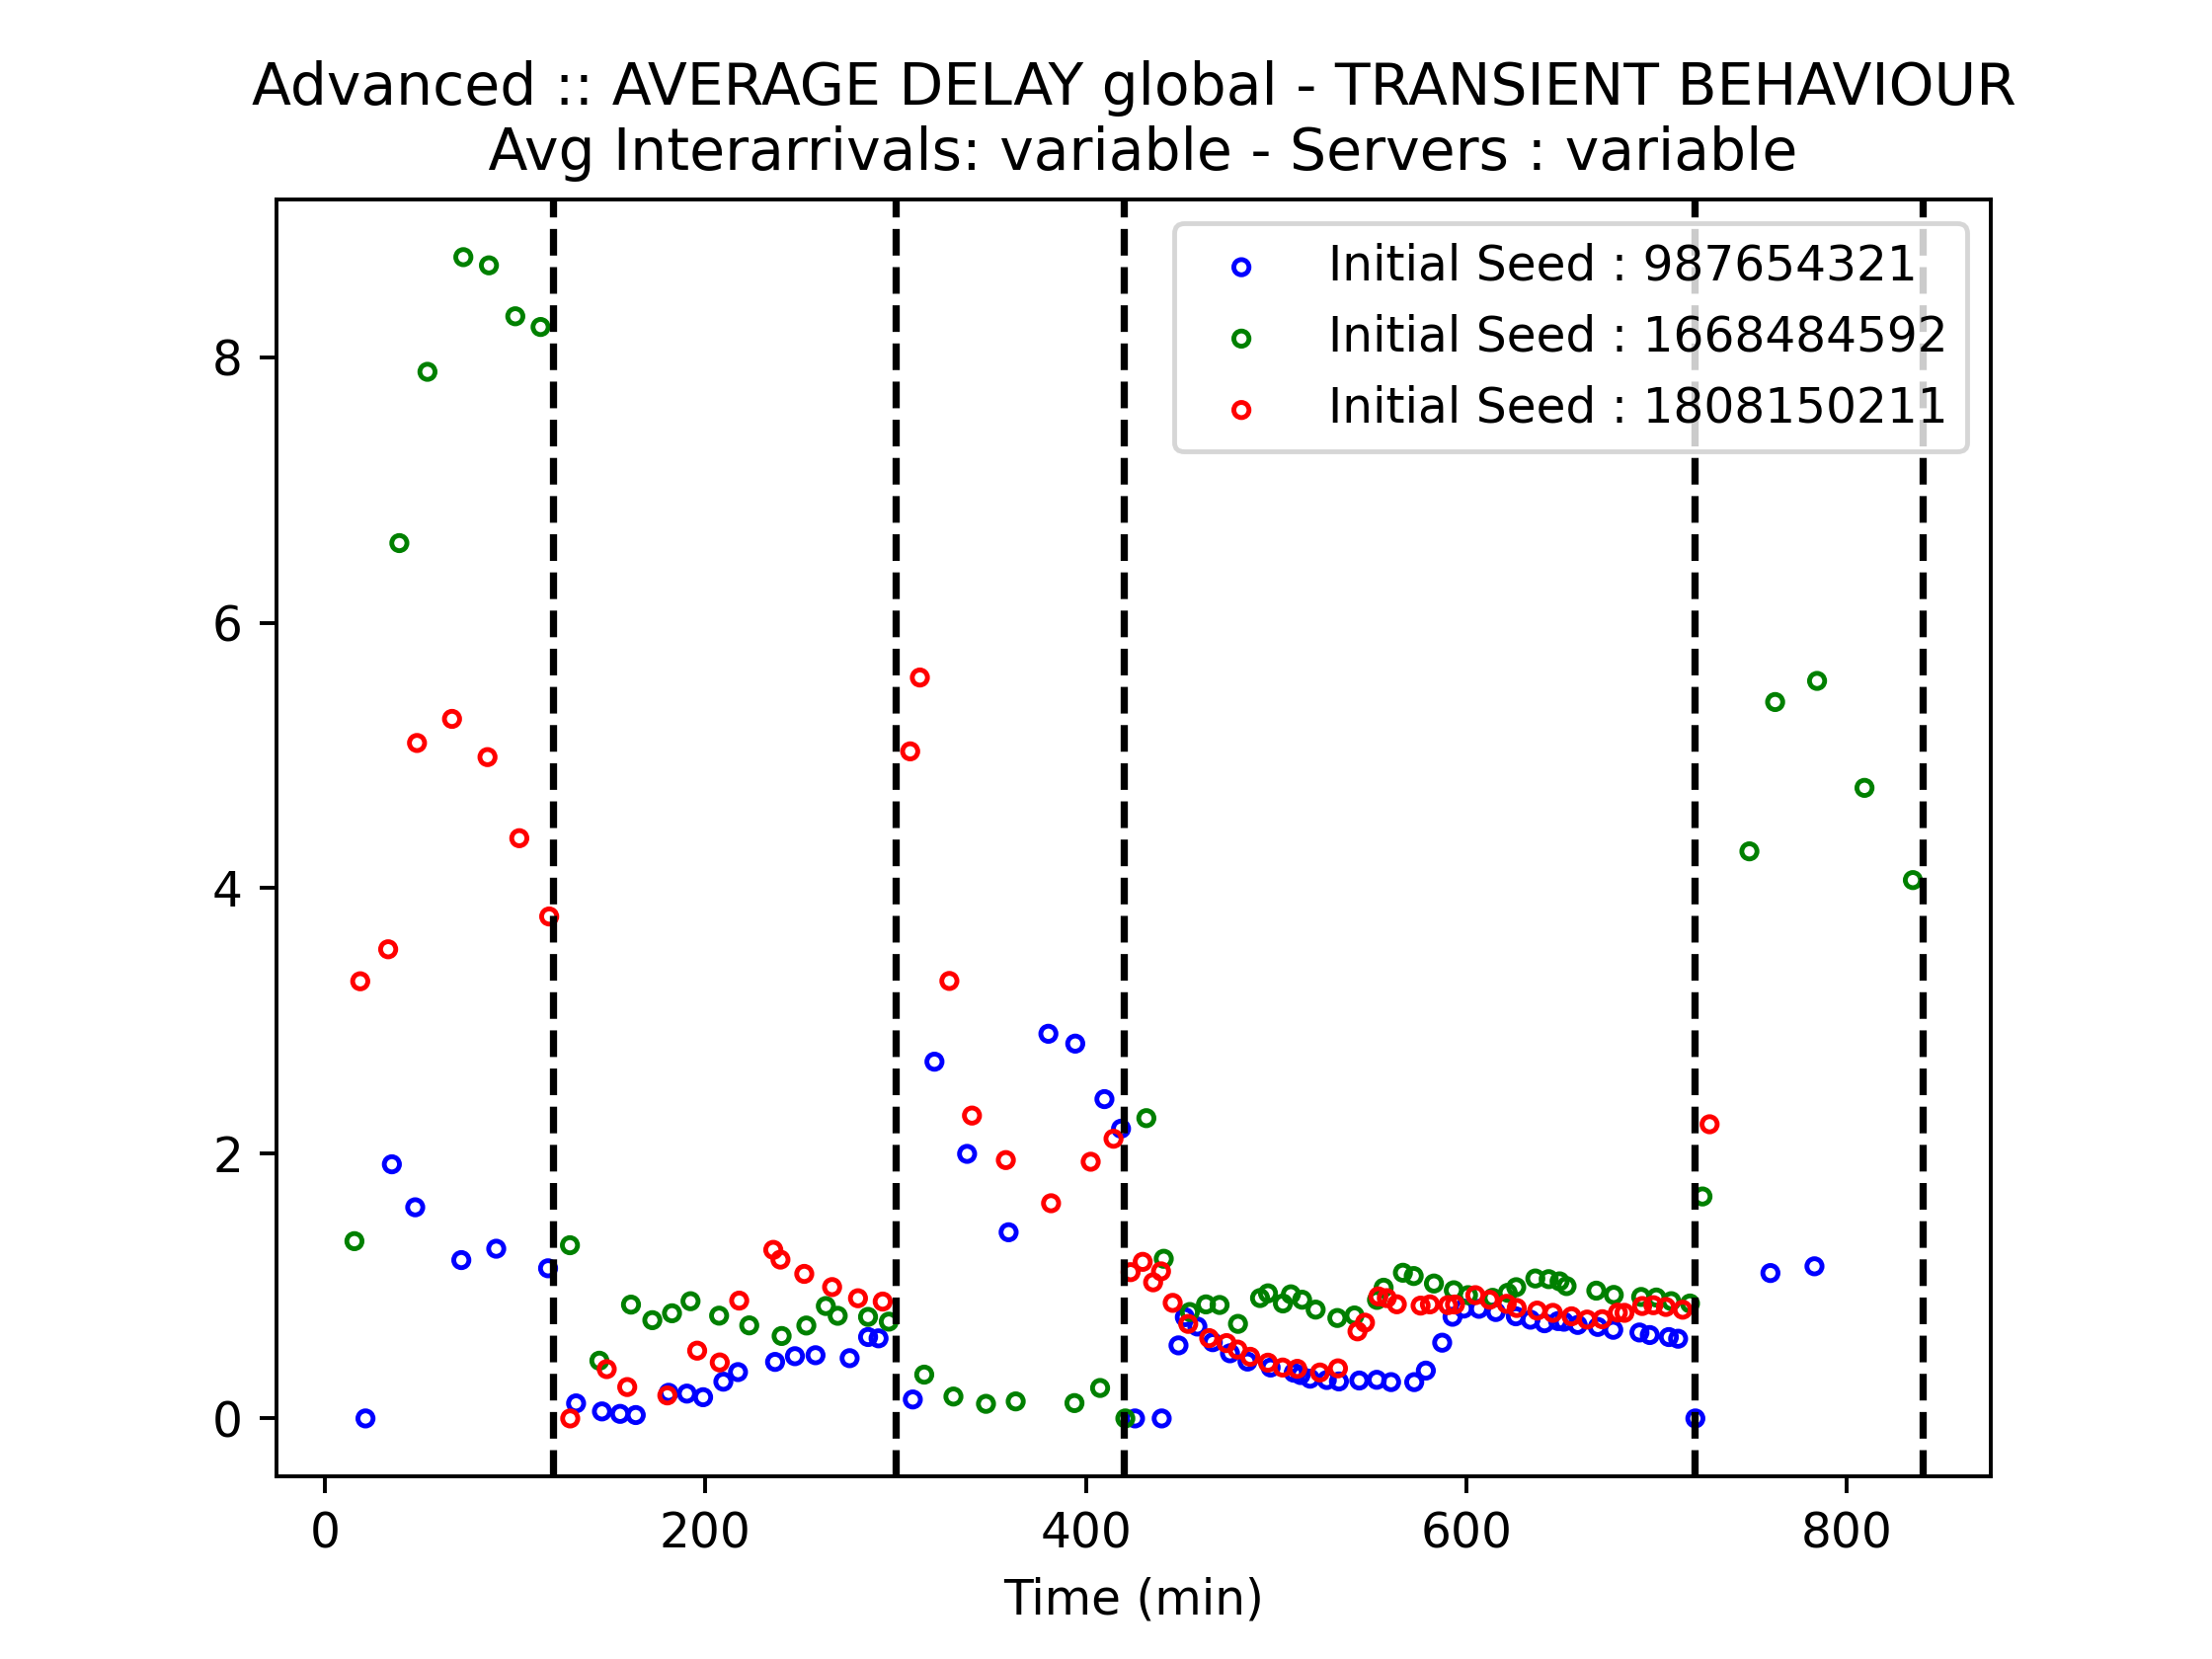 Advanced :: AVERAGE DELAY global - TRANSIENT BEHAVIOUR
Avg Interarrivals: variable - Servers : variable
Initial Seed : 987654321
Initial Seed : 1668484592
Initial Seed : 1808150211
8
6
4
2
0
0 200 400 600 800
Time (min)